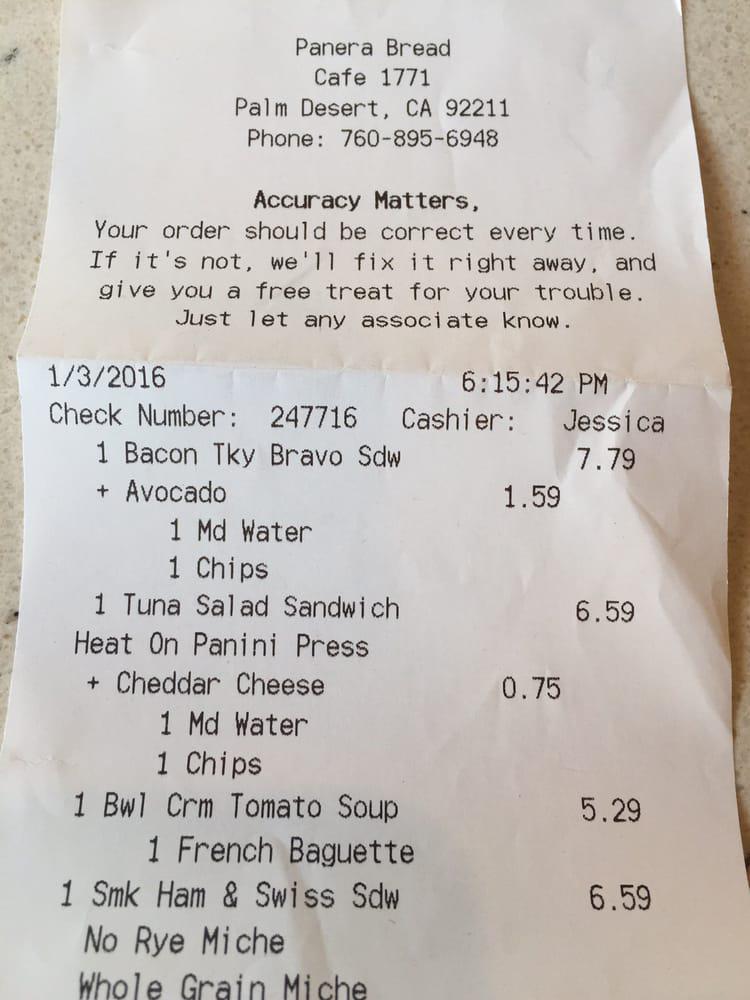 Panera Bread
Cafe 1771
Palm Desert, CA 92211
Phone: 760-895-6948
Accuracy Matters,
Your order should be correct every time.
If it's not, we'll fix it right away, and
give you a free treat for your trouble.
Just let any associate know.
1/3/2016 6:15:42 PM
Check Number: 247716 Cashier: Jessica
1 Bacon Tky Bravo Sdw 7.79
+ Avocado 1.59
1 Md Water
1 Chips
1 Tuna Salad Sandwich 6.59
Heat On Panini Press
+ Cheddar Cheese 0.75
1 Md Water
1 Chips
1 Bwl Crm Tomato Soup 5.29
1 French Baguette
1 Smk Ham & Swiss Sdw 6.59
No Rye Miche
Whole Grain Miche